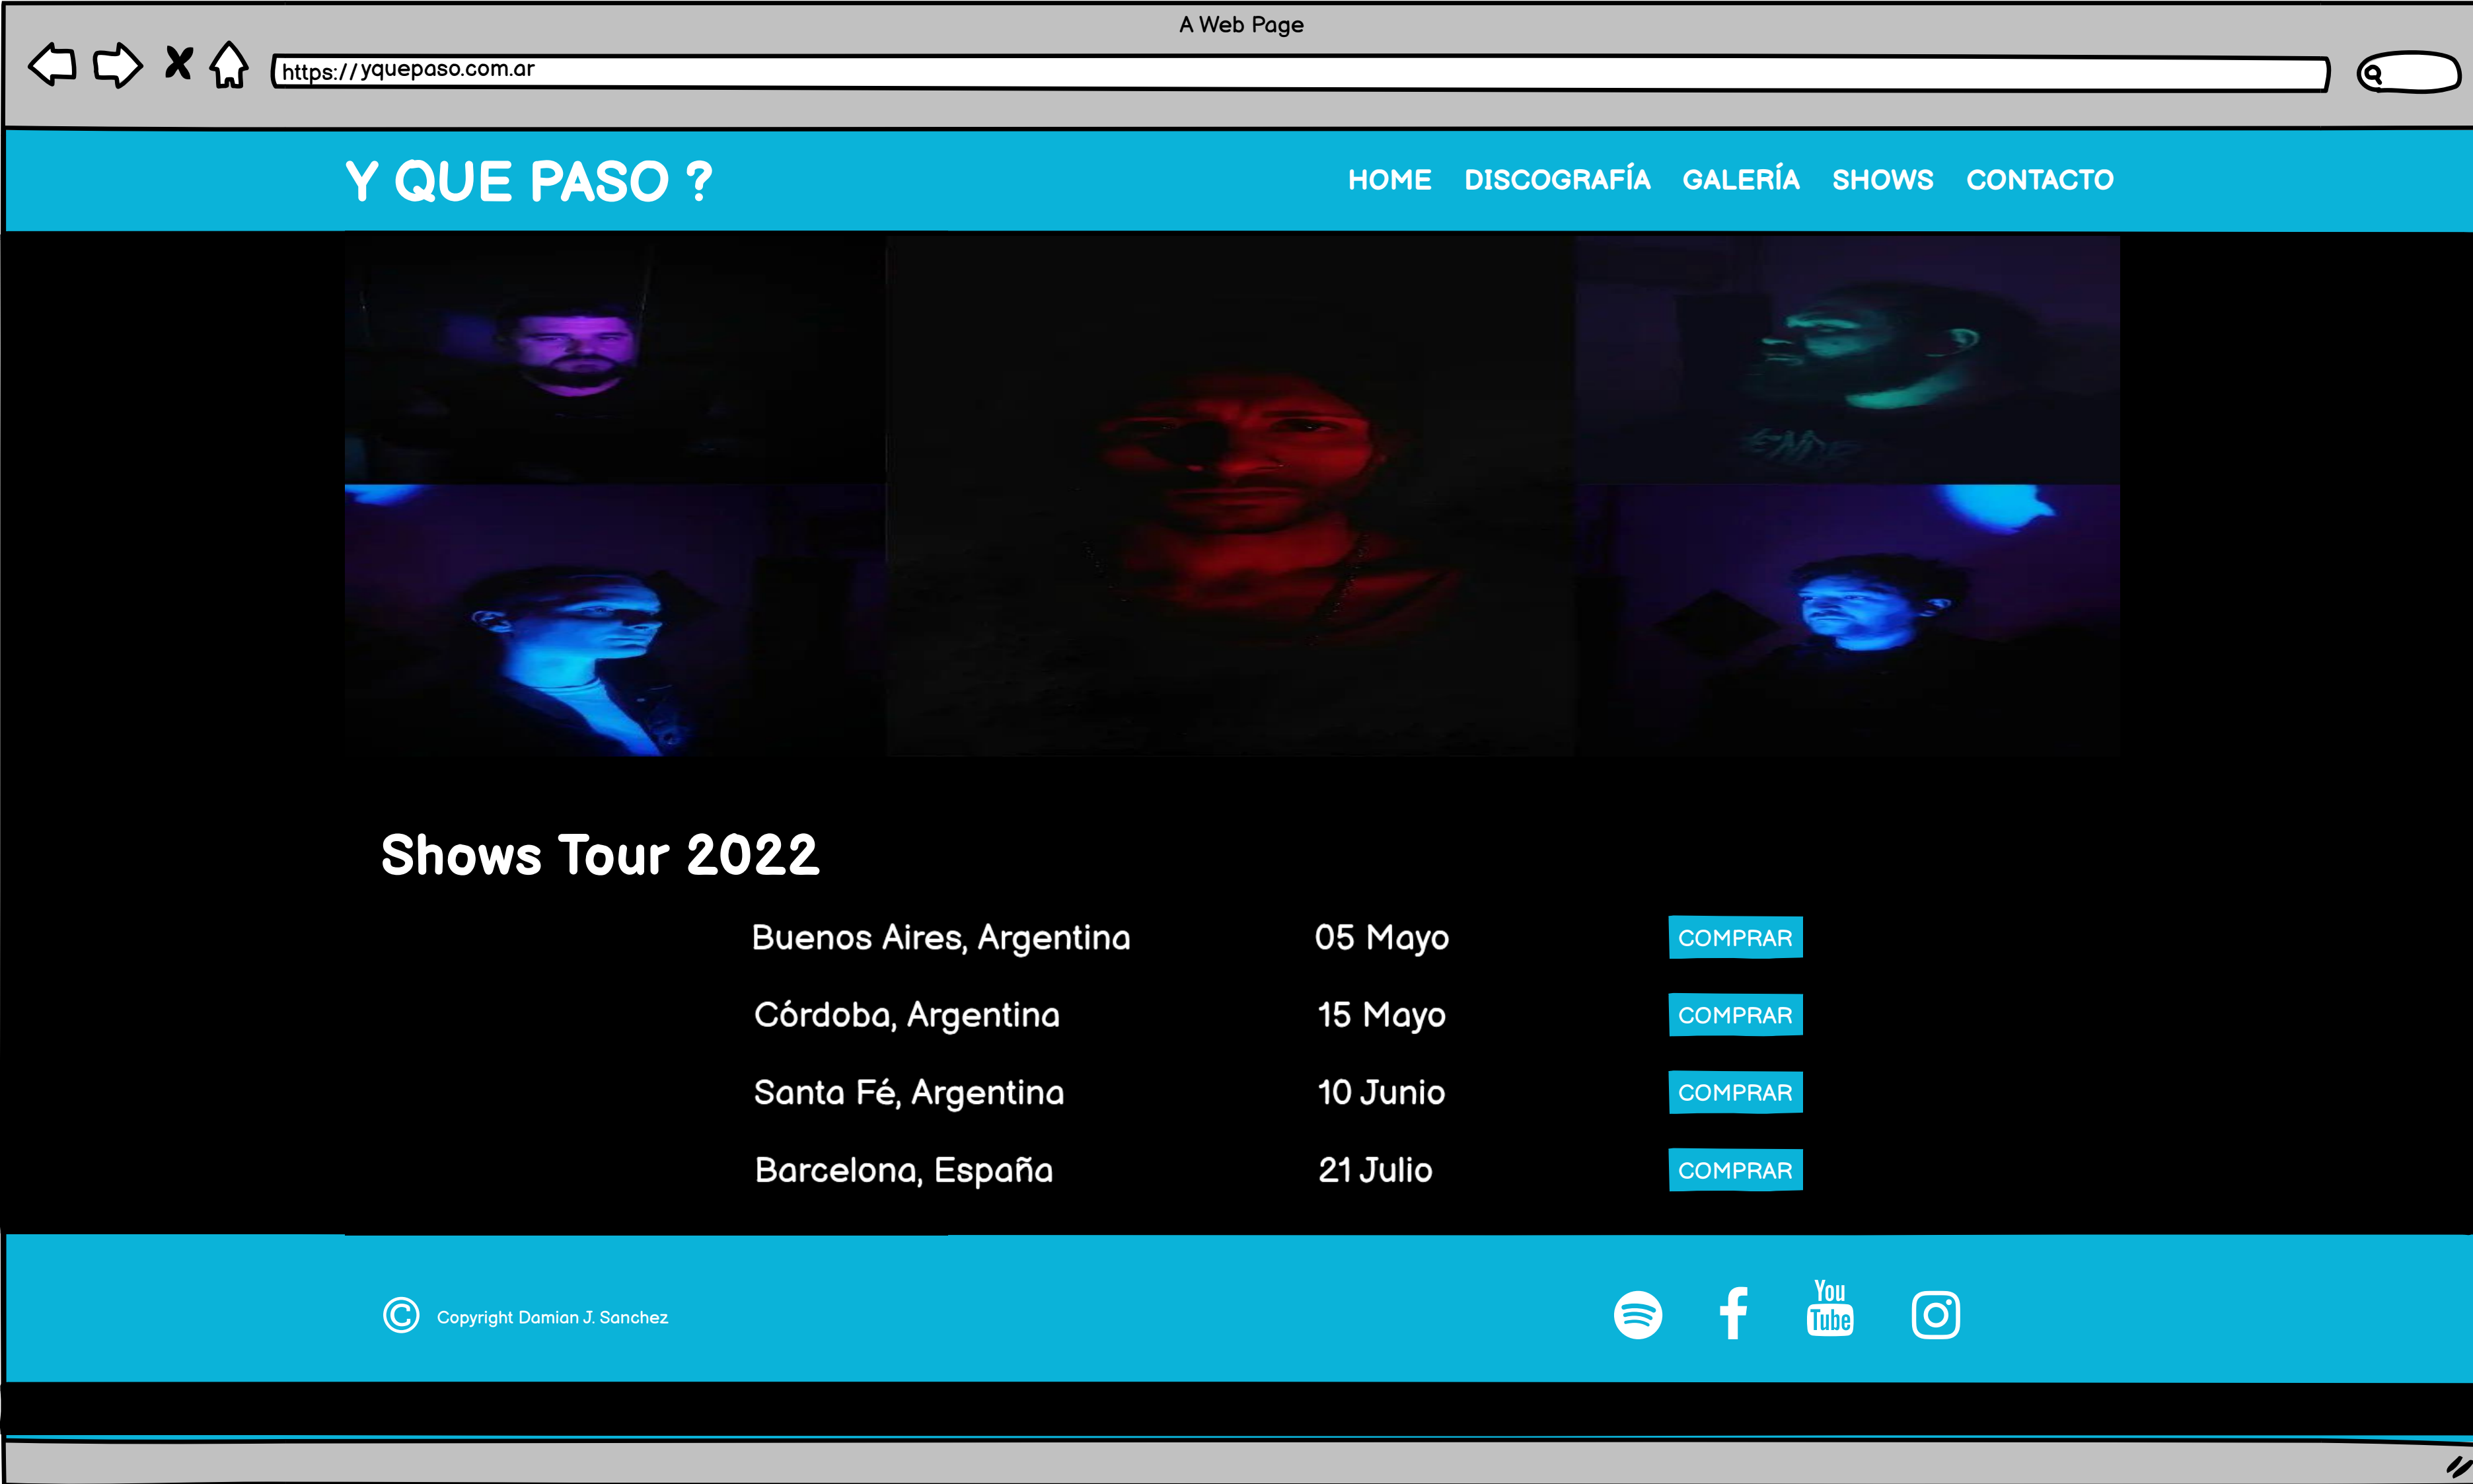 A Web Page
https://yquepaso.com.ar
Y QUE PASO ?
HOME DISCOGRAFÍA GALERÍA SHOWS CONTACTO
Shows Tour 2022
Buenos Aires, Argentina 05 Mayo COMPRAR
Córdoba, Argentina 15 Mayo COMPRAR
Santa Fé, Argentina 10 Junio COMPRAR
Barcelona, España 21 Julio COMPRAR
© Copyright Damian J. Sanchez
You
Tube